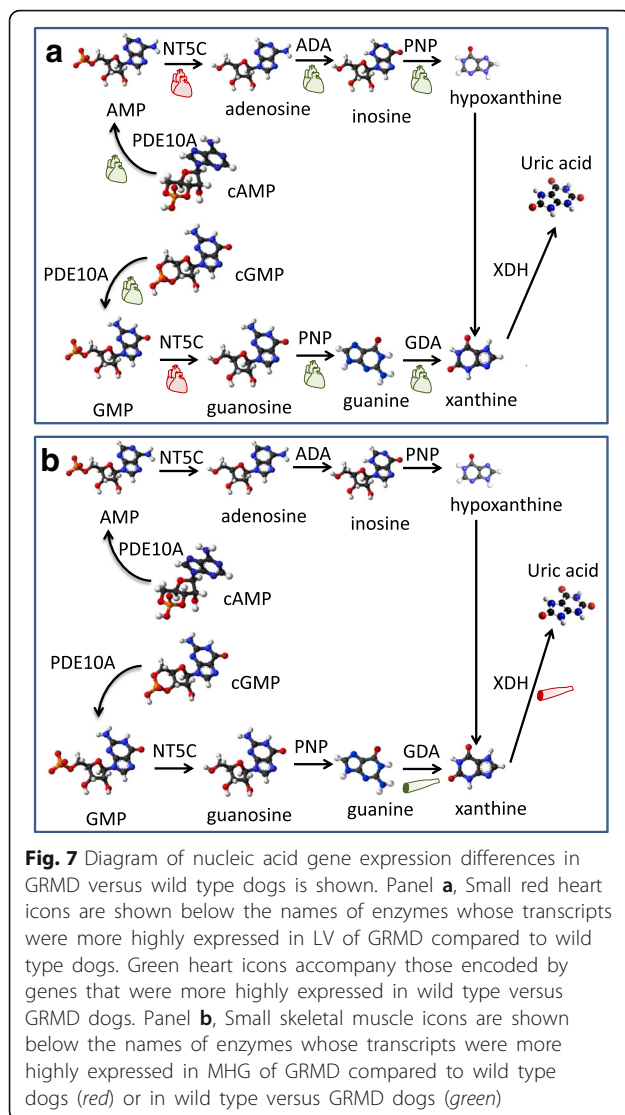 a
NT5C
ADA
PNP
AMP
adenosine
inosine
hypoxanthine
PDE10A
cAMP
Uric acid
cGMP
PDE10A
XDH
NT5C
PNP
GDA
GMP
guanosine
guanine
xanthine
b
NT5C
ADA
PNP
AMP
adenosine
inosine
hypoxanthine
PDE10A
cAMP
Uric acid
PDE10A
cGMP
XDH
NT5C
PNP
GDA
GMP
guanosine
guanine
xanthine
Fig. 7 Diagram of nucleic acid gene expression differences in
GRMD versus wild type dogs is shown. Panel a, Small red heart
icons are shown below the names of enzymes whose transcripts
were more highly expressed in LV of GRMD compared to wild
type dogs. Green heart icons accompany those encoded by
genes that were more highly expressed in wild type versus
GRMD dogs. Panel b, Small skeletal muscle icons are shown
below the names of enzymes whose transcripts were more
highly expressed in MHG of GRMD compared to wild type
dogs (red) or in wild type versus GRMD dogs (green)